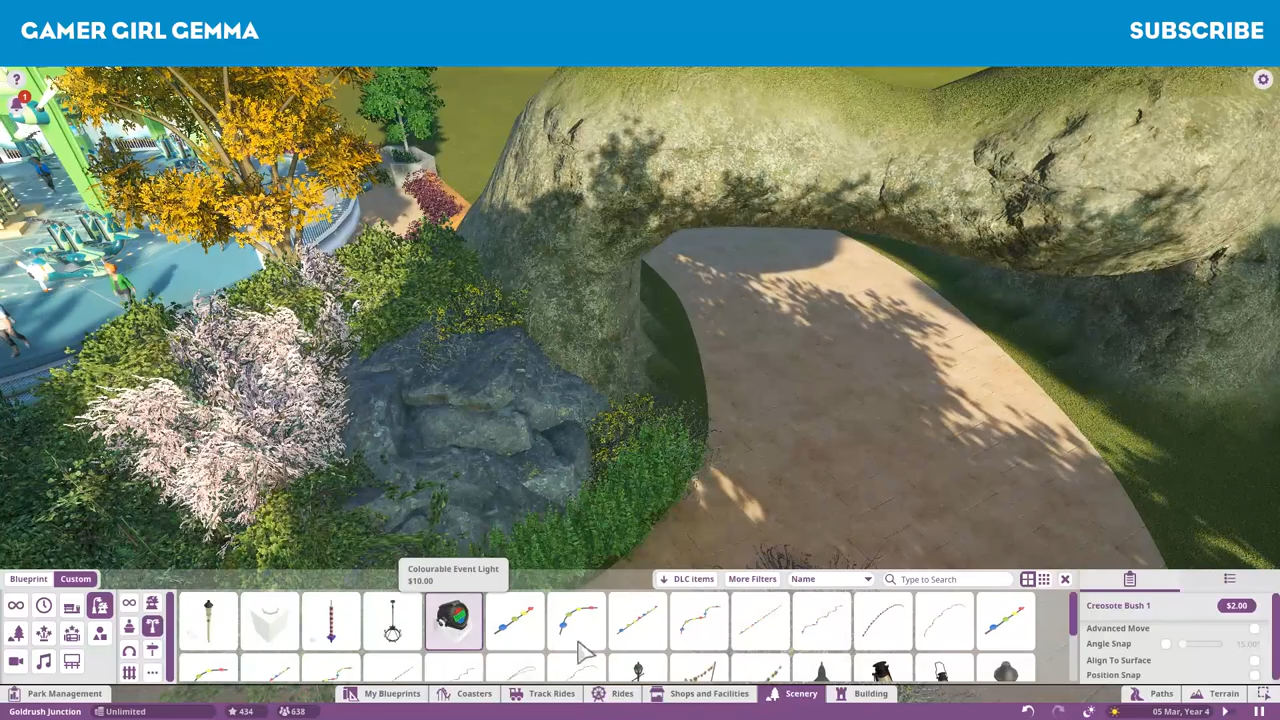 GAMER GIRL GEMMA
SUBSCRIBE
?
1
Colourable Event Light
$10.00
Blueprint
Custom
DLC items
More Filters
Name
Type to Search
Creosote Bush 1
$2.00
Advanced Move
Angle Snap
15.00°
Align To Surface
Position Snap
Park Management
My Blueprints
Coasters
Track Rides
Rides
Shops and Facilities
Scenery
Building
Paths
Terrain
Goldrush Junction
Unlimited
434
638
05 Mar, Year 4